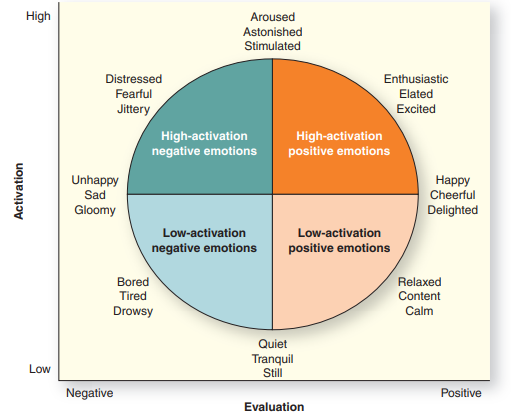 High
Aroused
Astonished
Stimulated
Distressed
Fearful
Jittery
Enthusiastic
Elated
Excited
High-activation
negative emotions
High-activation
positive emotions
Activation
Unhappy
Sad
Gloomy
Happy
Cheerful
Delighted
Low-activation
negative emotions
Low-activation
positive emotions
Bored
Tired
Drowsy
Relaxed
Content
Calm
Quiet
Tranquil
Still
Low
Negative
Positive
Evaluation